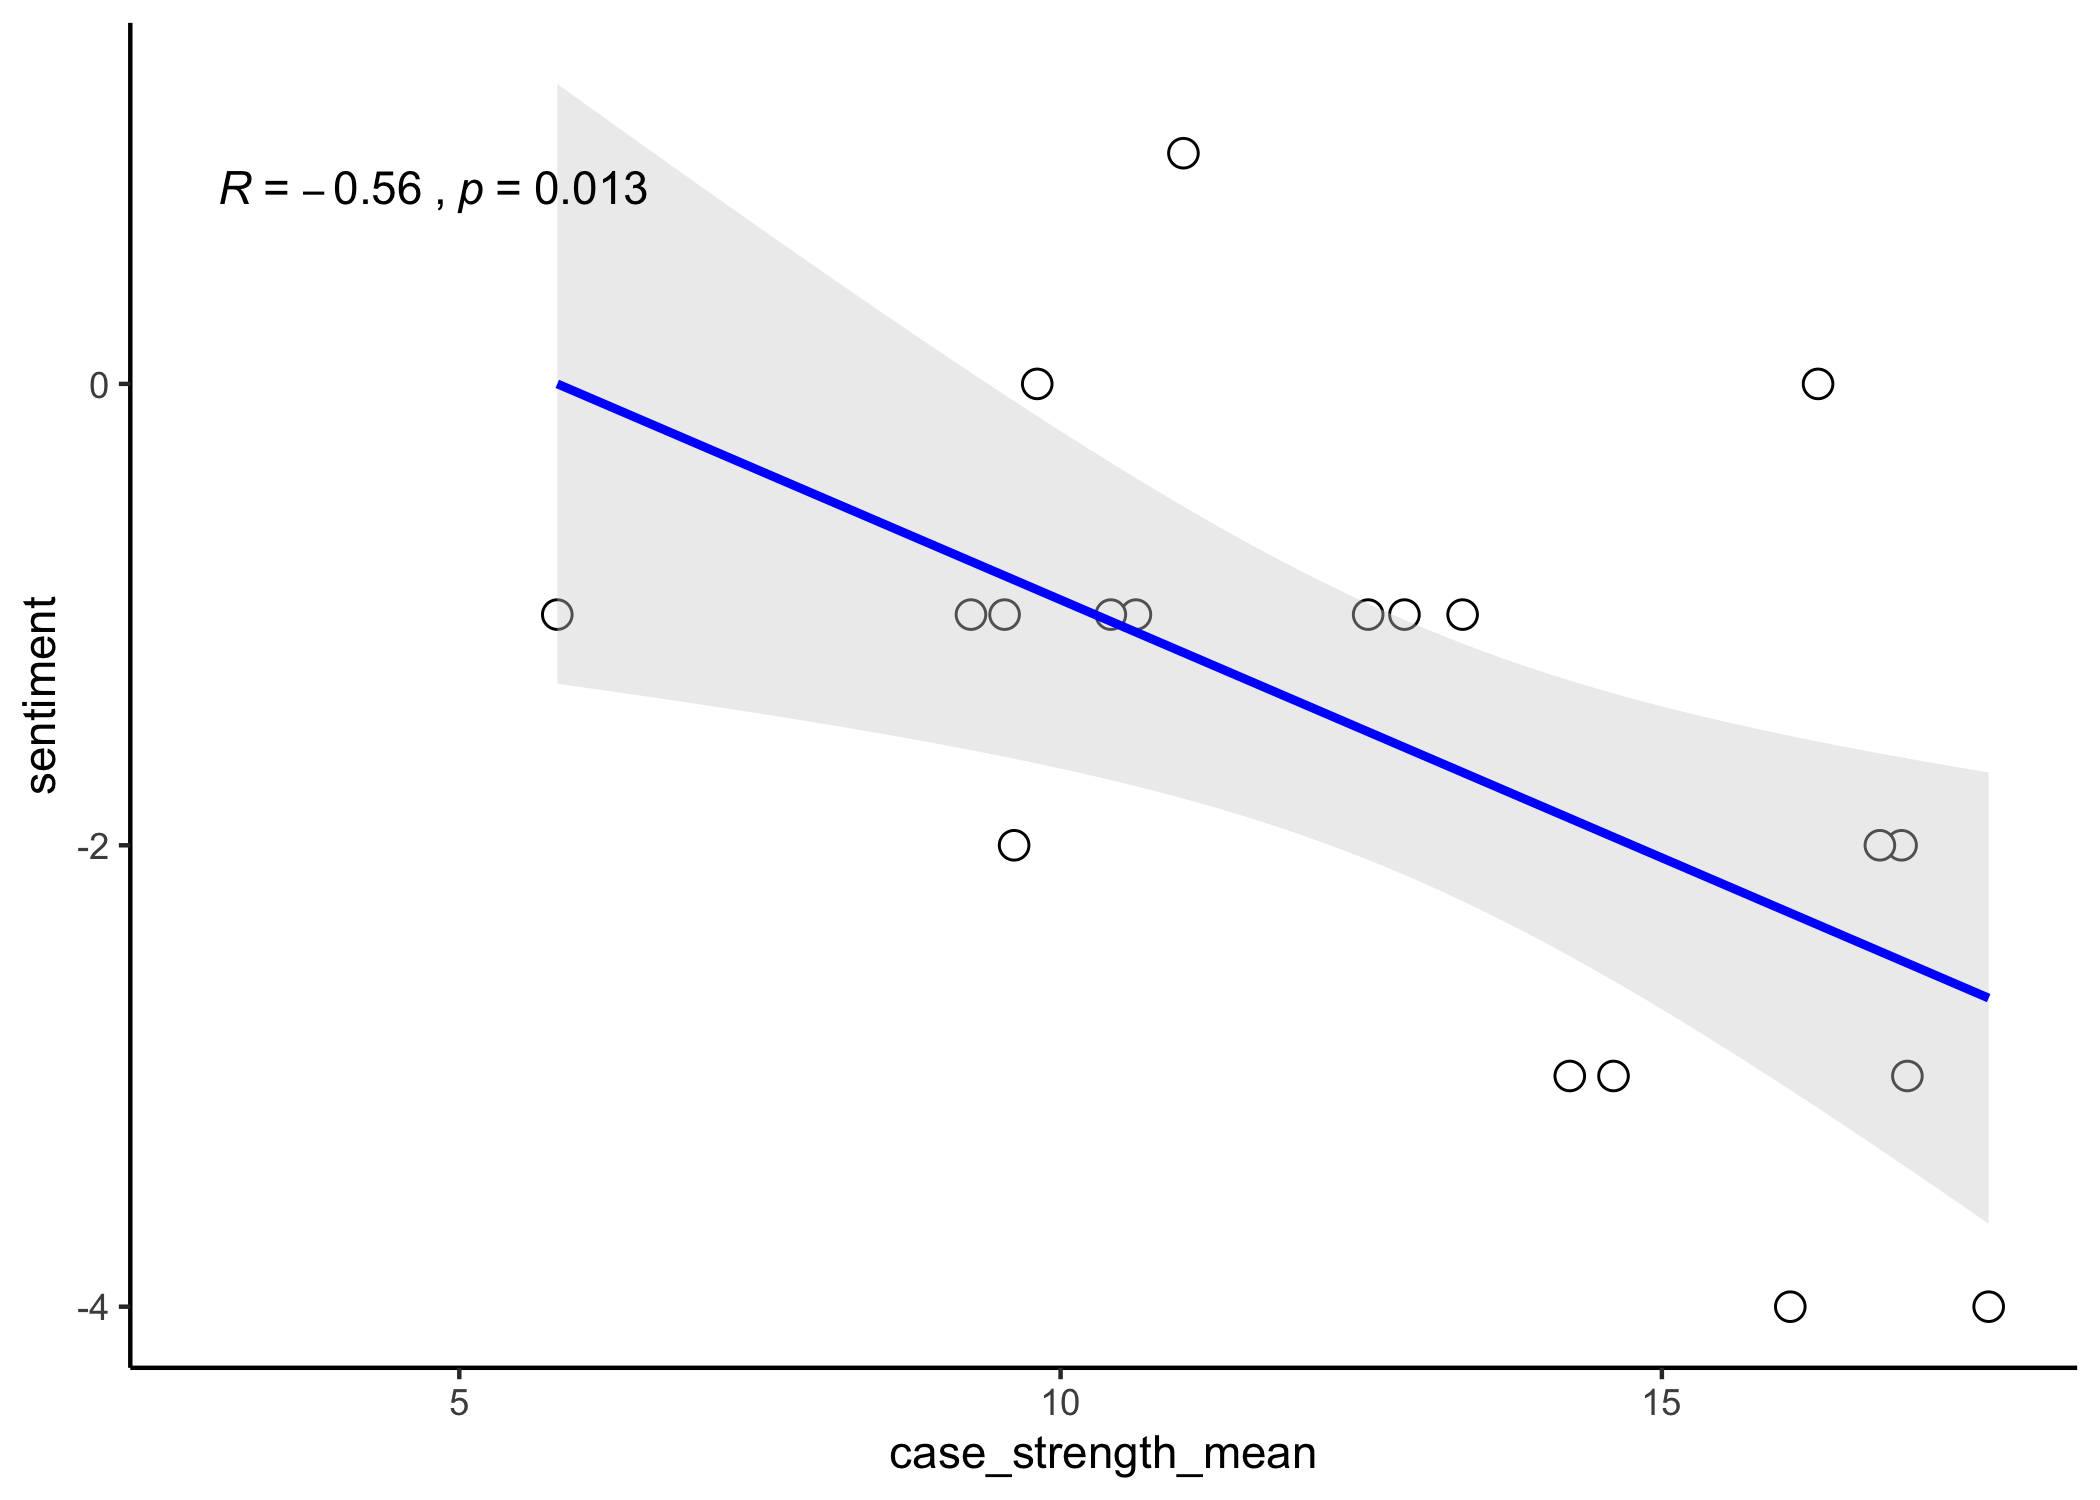 R = – 0.56 , p = 0.013
0
-2
-4
sentiment
5 10 15
case_strength_mean